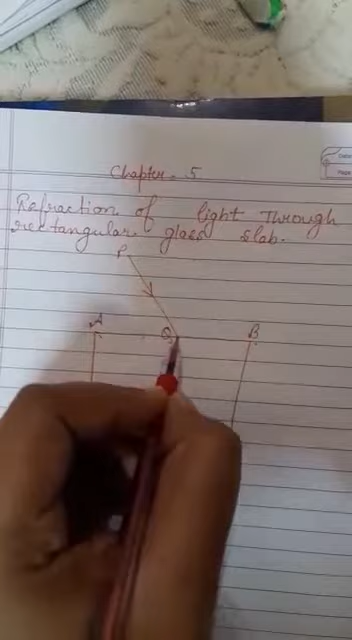 Chapter - 5
Refraction of light Through
rectangular glass slab.
P
A
Q
B